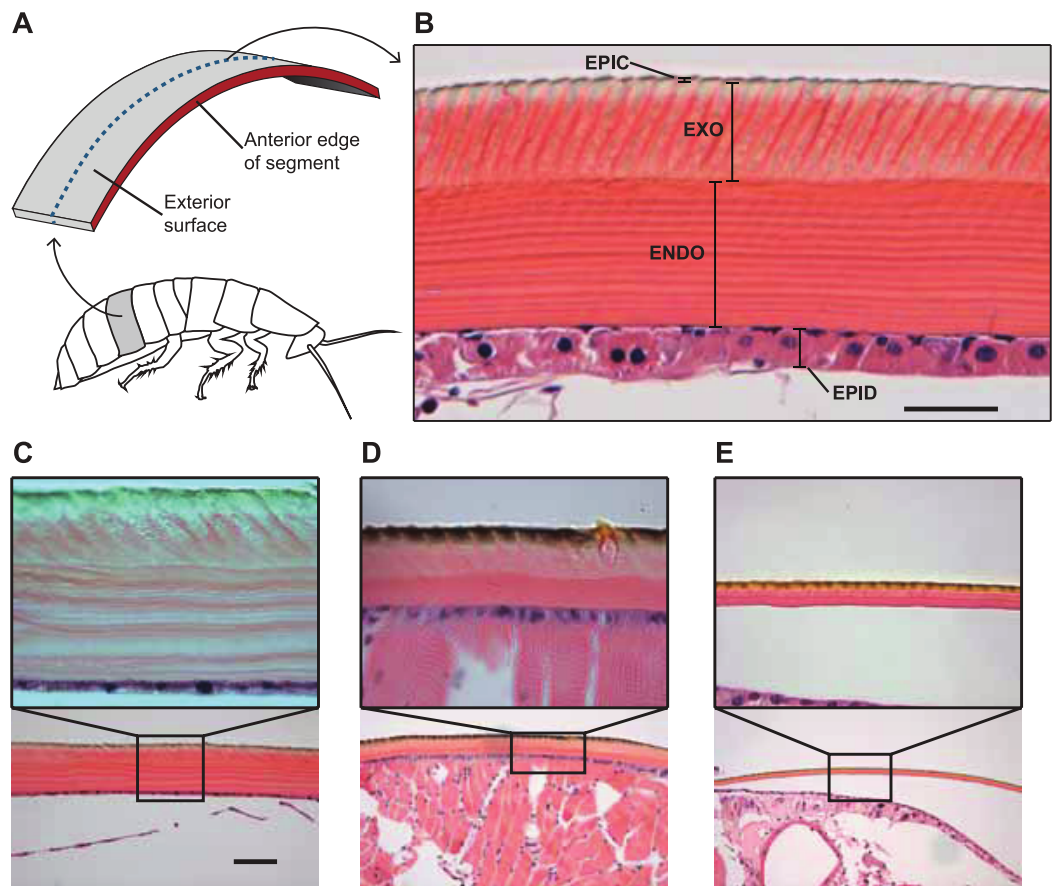 A
Anterior edge
of segment
Exterior
surface
B
EPIC
EXO
ENDO
EPID
C
D
E